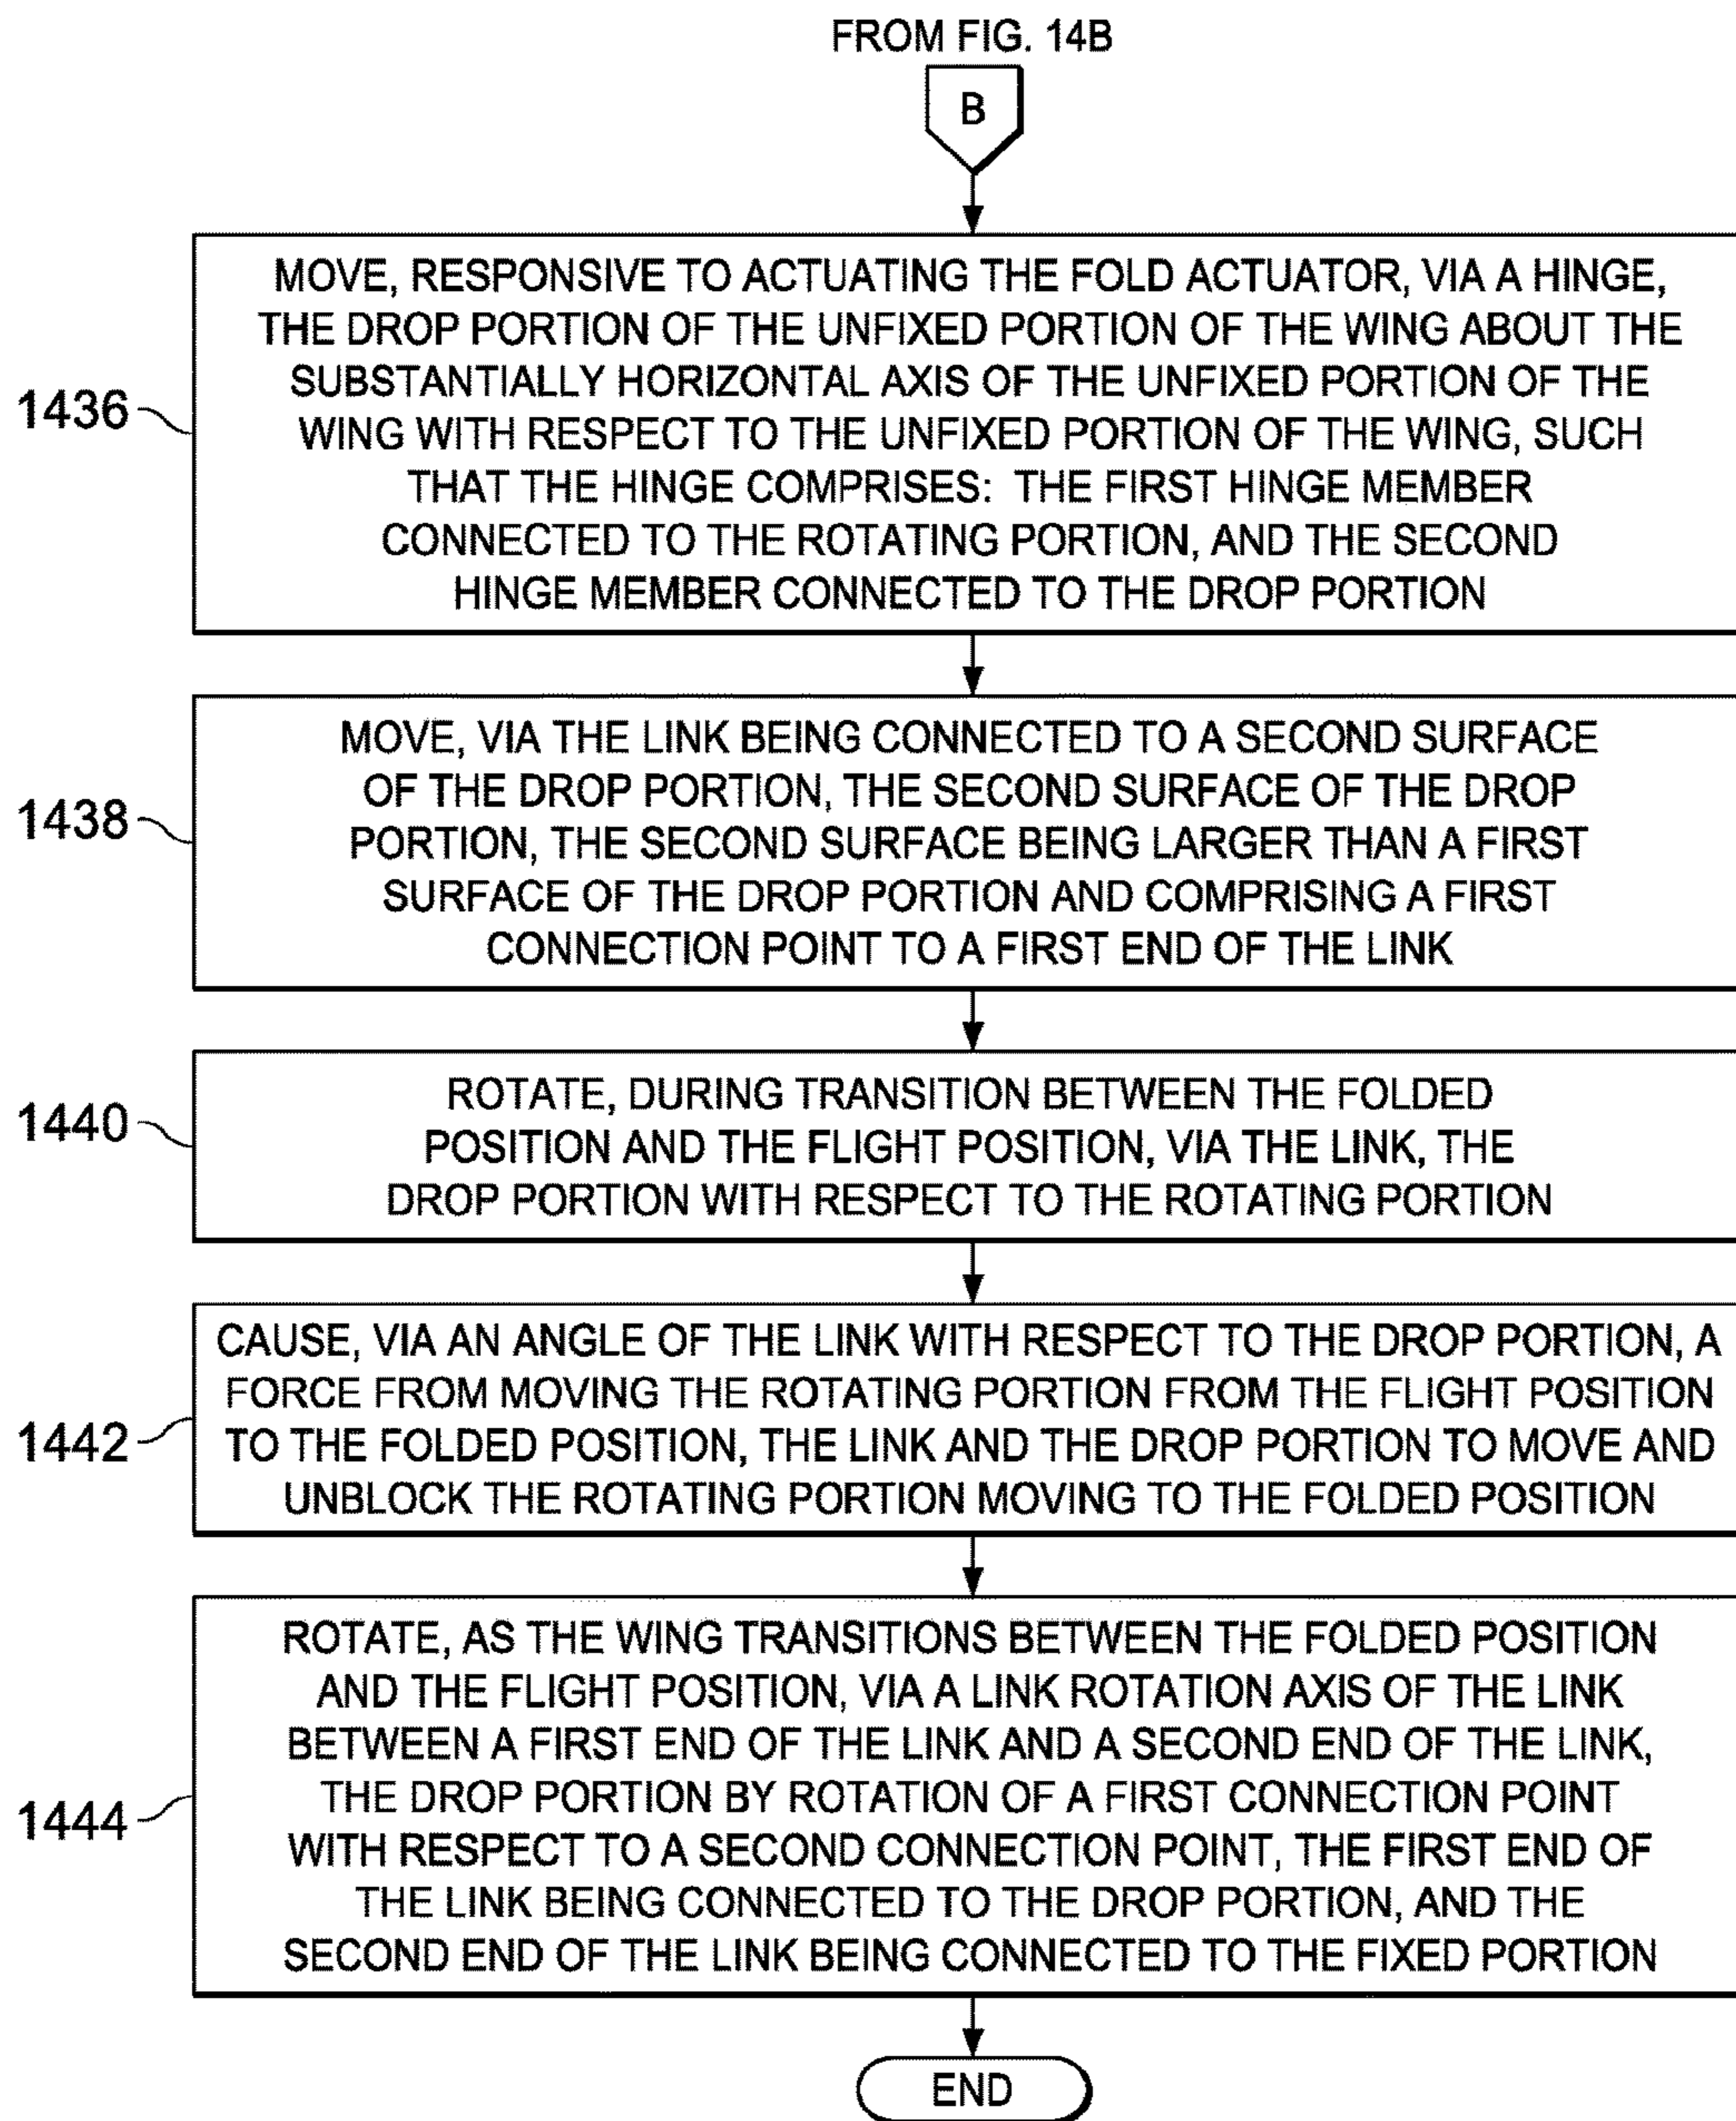 FROM FIG. 14B
B
1436
MOVE, RESPONSIVE TO ACTUATING THE FOLD ACTUATOR, VIA A HINGE,
THE DROP PORTION OF THE UNFIXED PORTION OF THE WING ABOUT THE
SUBSTANTIALLY HORIZONTAL AXIS OF THE UNFIXED PORTION OF THE
WING WITH RESPECT TO THE UNFIXED PORTION OF THE WING, SUCH
THAT THE HINGE COMPRISES: THE FIRST HINGE MEMBER
CONNECTED TO THE ROTATING PORTION, AND THE SECOND
HINGE MEMBER CONNECTED TO THE DROP PORTION
1438
MOVE, VIA THE LINK BEING CONNECTED TO A SECOND SURFACE
OF THE DROP PORTION, THE SECOND SURFACE OF THE DROP
PORTION, THE SECOND SURFACE BEING LARGER THAN A FIRST
SURFACE OF THE DROP PORTION AND COMPRISING A FIRST
CONNECTION POINT TO A FIRST END OF THE LINK
1440
ROTATE, DURING TRANSITION BETWEEN THE FOLDED
POSITION AND THE FLIGHT POSITION, VIA THE LINK, THE
DROP PORTION WITH RESPECT TO THE ROTATING PORTION
1442
CAUSE, VIA AN ANGLE OF THE LINK WITH RESPECT TO THE DROP PORTION, A
FORCE FROM MOVING THE ROTATING PORTION FROM THE FLIGHT POSITION
TO THE FOLDED POSITION, THE LINK AND THE DROP PORTION TO MOVE AND
UNBLOCK THE ROTATING PORTION MOVING TO THE FOLDED POSITION
1444
ROTATE, AS THE WING TRANSITIONS BETWEEN THE FOLDED POSITION
AND THE FLIGHT POSITION, VIA A LINK ROTATION AXIS OF THE LINK
BETWEEN A FIRST END OF THE LINK AND A SECOND END OF THE LINK,
THE DROP PORTION BY ROTATION OF A FIRST CONNECTION POINT
WITH RESPECT TO A SECOND CONNECTION POINT, THE FIRST END OF
THE LINK BEING CONNECTED TO THE DROP PORTION, AND THE
SECOND END OF THE LINK BEING CONNECTED TO THE FIXED PORTION
END